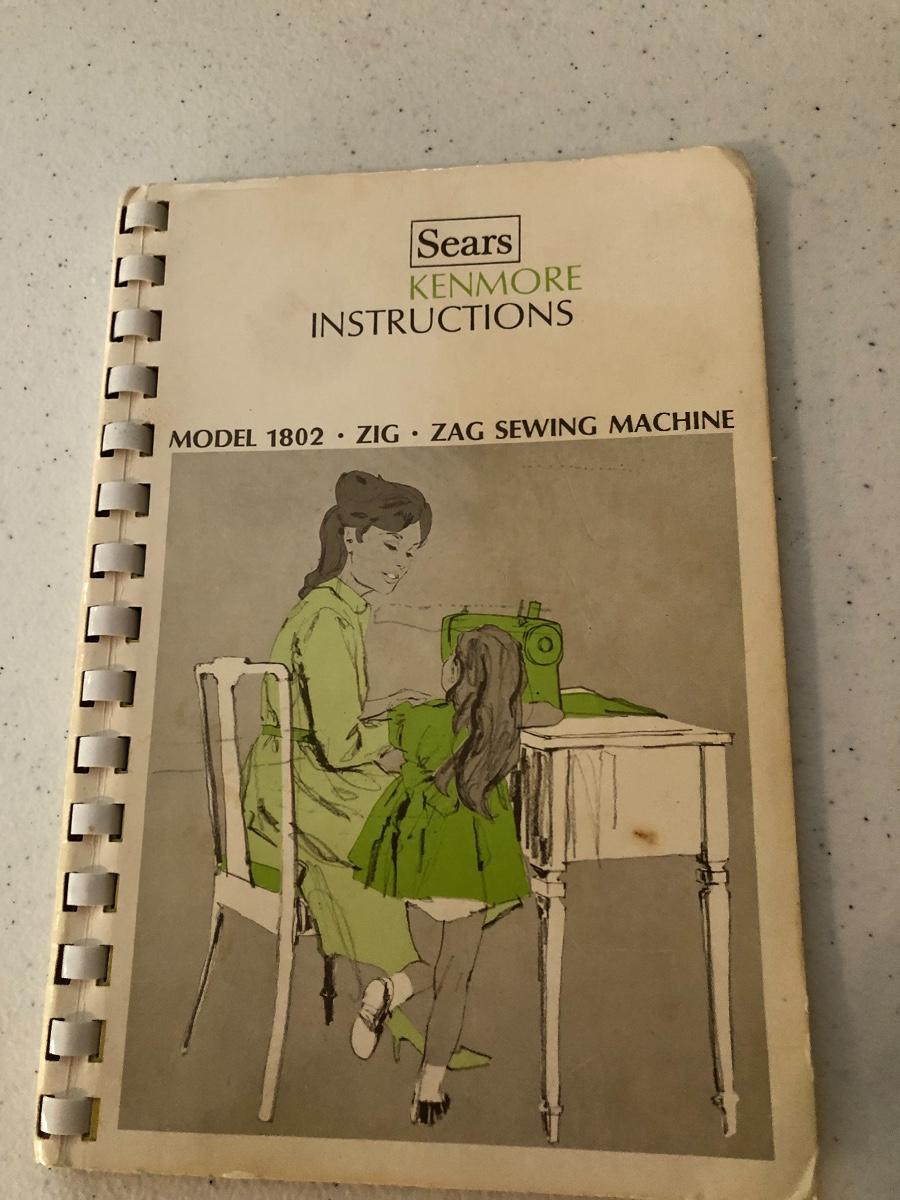 Sears
KENMORE
INSTRUCTIONS
MODEL 1802 · ZIG · ZAG SEWING MACHINE